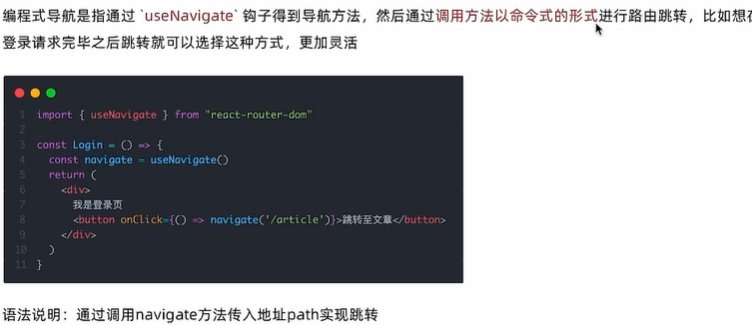 编程式导航是指通过 `useNavigate` 钩子得到导航方法，然后通过调用方法以命令式的形式进行路由跳转，比如想在
登录请求完毕之后跳转就可以选择这种方式，更加灵活
1 import { useNavigate } from "react-router-dom"
2
3 const Login = () => {
4   const navigate = useNavigate()
5   return (
6     <div>
7       我是登录页
8       <button onClick={() => navigate('/article')}>跳转至文章</button>
9     </div>
10   )
11 }
语法说明：通过调用navigate方法传入地址path实现跳转